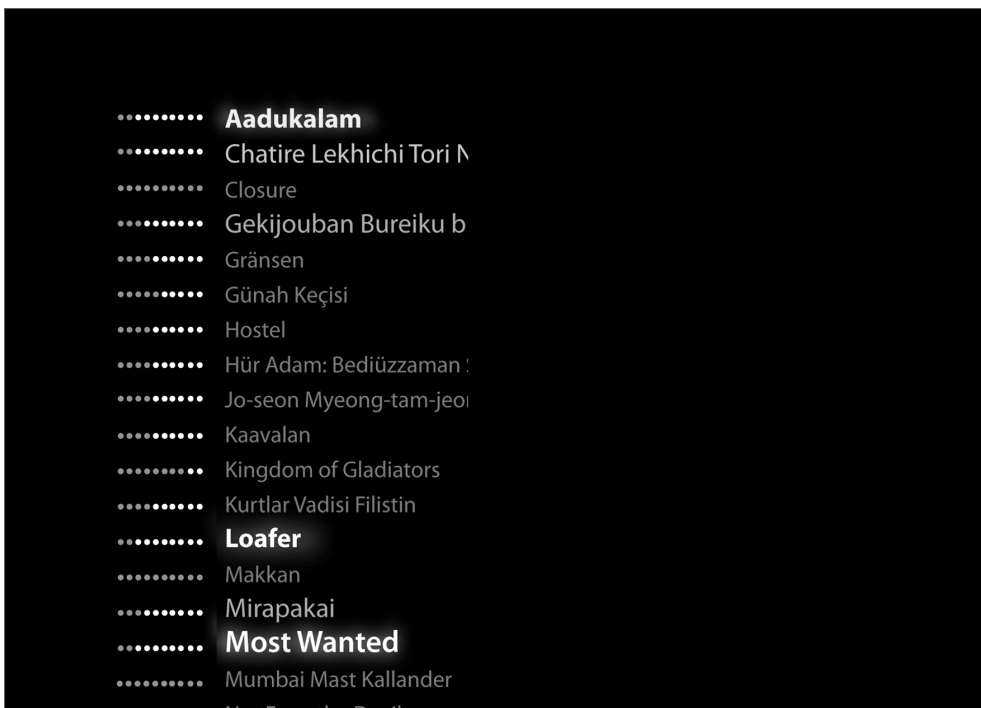 Aadukalam
Chatire Lekhichi Tori N
Closure
Gekijouban Bureiku b
Gränsen
Günah Keçisi
Hostel
Hür Adam: Bediüzzaman
Jo-seon Myeong-tam-jeo
Kaavalan
Kingdom of Gladiators
Kurtlar Vadisi Filistin
Loafer
Makkan
Mirapakai
Most Wanted
Mumbai Mast Kallander